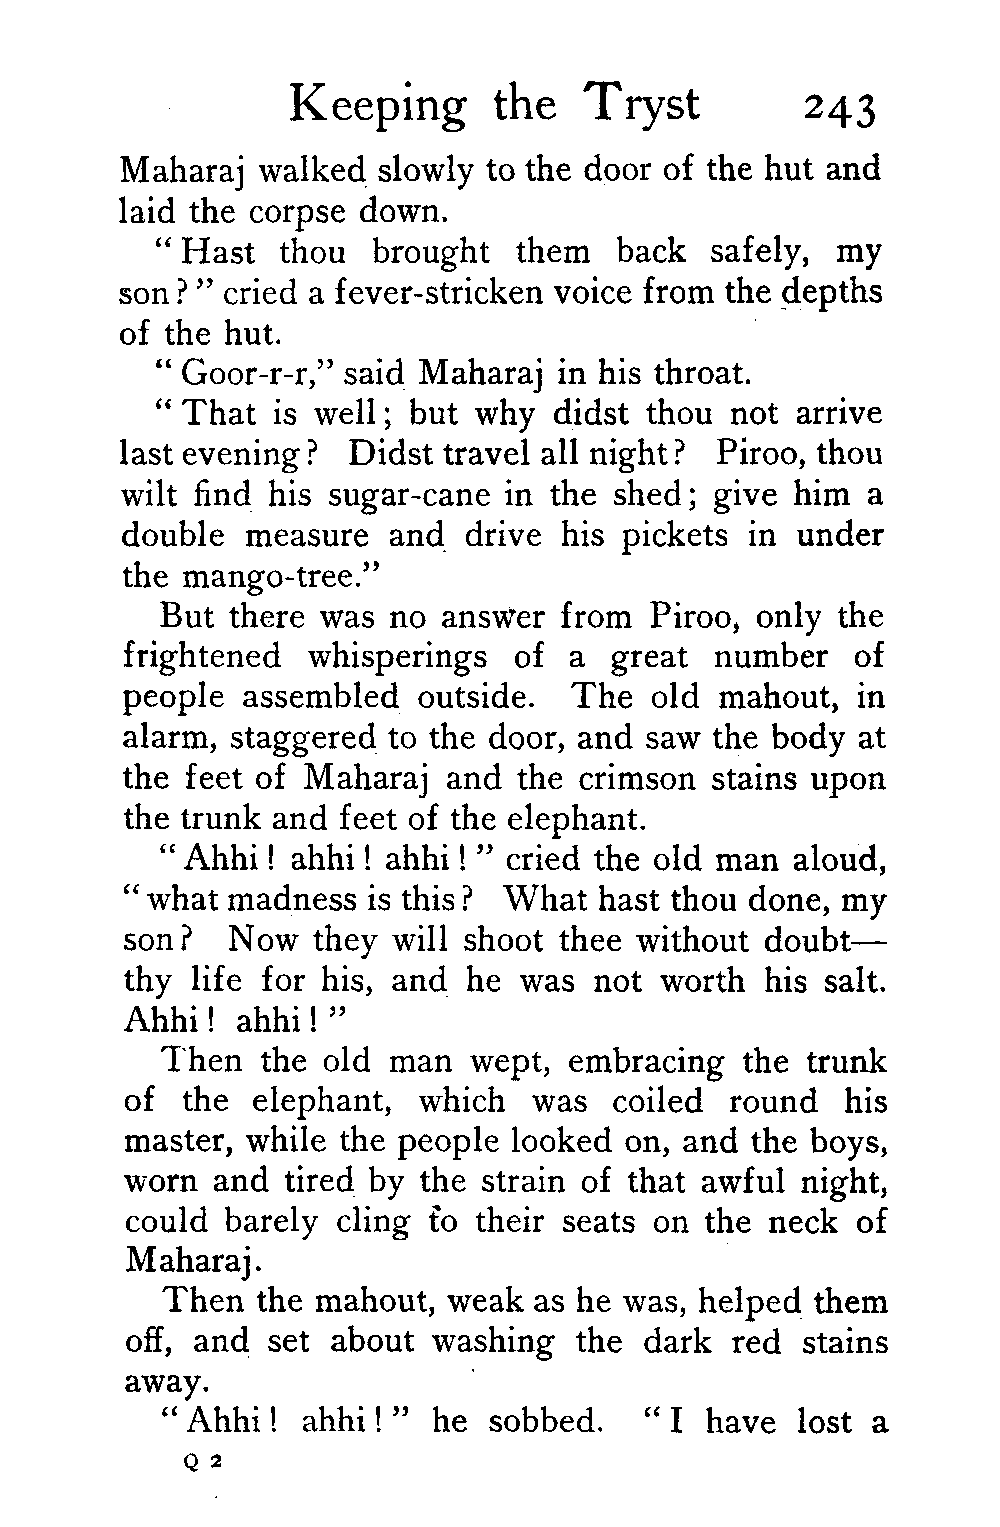 Keeping the Tryst 243
Maharaj walked slowly to the door of the hut and
laid the corpse down.
“ Hast thou brought them back safely, my
son ? ” cried a fever-stricken voice from the depths
of the hut.
“ Goor-r-r,” said Maharaj in his throat.
“ That is well ; but why didst thou not arrive
last evening ? Didst travel all night ? Piroo, thou
wilt find his sugar-cane in the shed ; give him a
double measure and drive his pickets in under
the mango-tree.”
But there was no answer from Piroo, only the
frightened whisperings of a great number of
people assembled outside. The old mahout, in
alarm, staggered to the door, and saw the body at
the feet of Maharaj and the crimson stains upon
the trunk and feet of the elephant.
“ Ahhi ! ahhi ! ahhi ! ” cried the old man aloud,
“ what madness is this ? What hast thou done, my
son ? Now they will shoot thee without doubt—
thy life for his, and he was not worth his salt.
Ahhi ! ahhi ! ”
Then the old man wept, embracing the trunk
of the elephant, which was coiled round his
master, while the people looked on, and the boys,
worn and tired by the strain of that awful night,
could barely cling to their seats on the neck of
Maharaj.
Then the mahout, weak as he was, helped them
off, and set about washing the dark red stains
away.
“ Ahhi ! ahhi ! ” he sobbed. “ I have lost a
Q 2